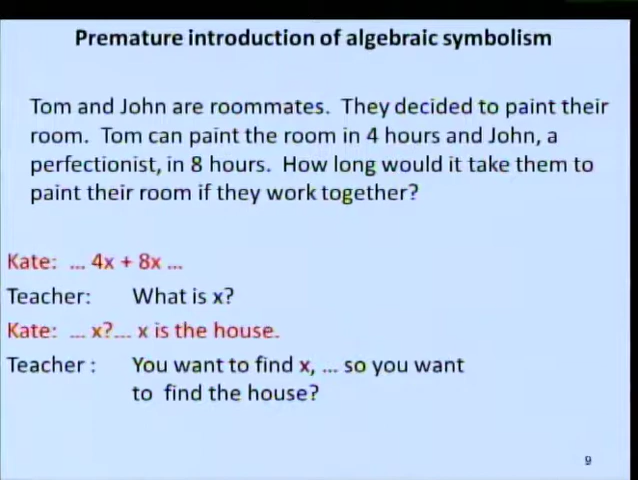 Premature introduction of algebraic symbolism
Tom and John are roommates. They decided to paint their
room. Tom can paint the room in 4 hours and John, a
perfectionist, in 8 hours. How long would it take them to
paint their room if they work together?
Kate: ... 4x + 8x ...
Teacher: What is x?
Kate: ... x?... x is the house.
Teacher : You want to find x, ... so you want
to find the house?
9